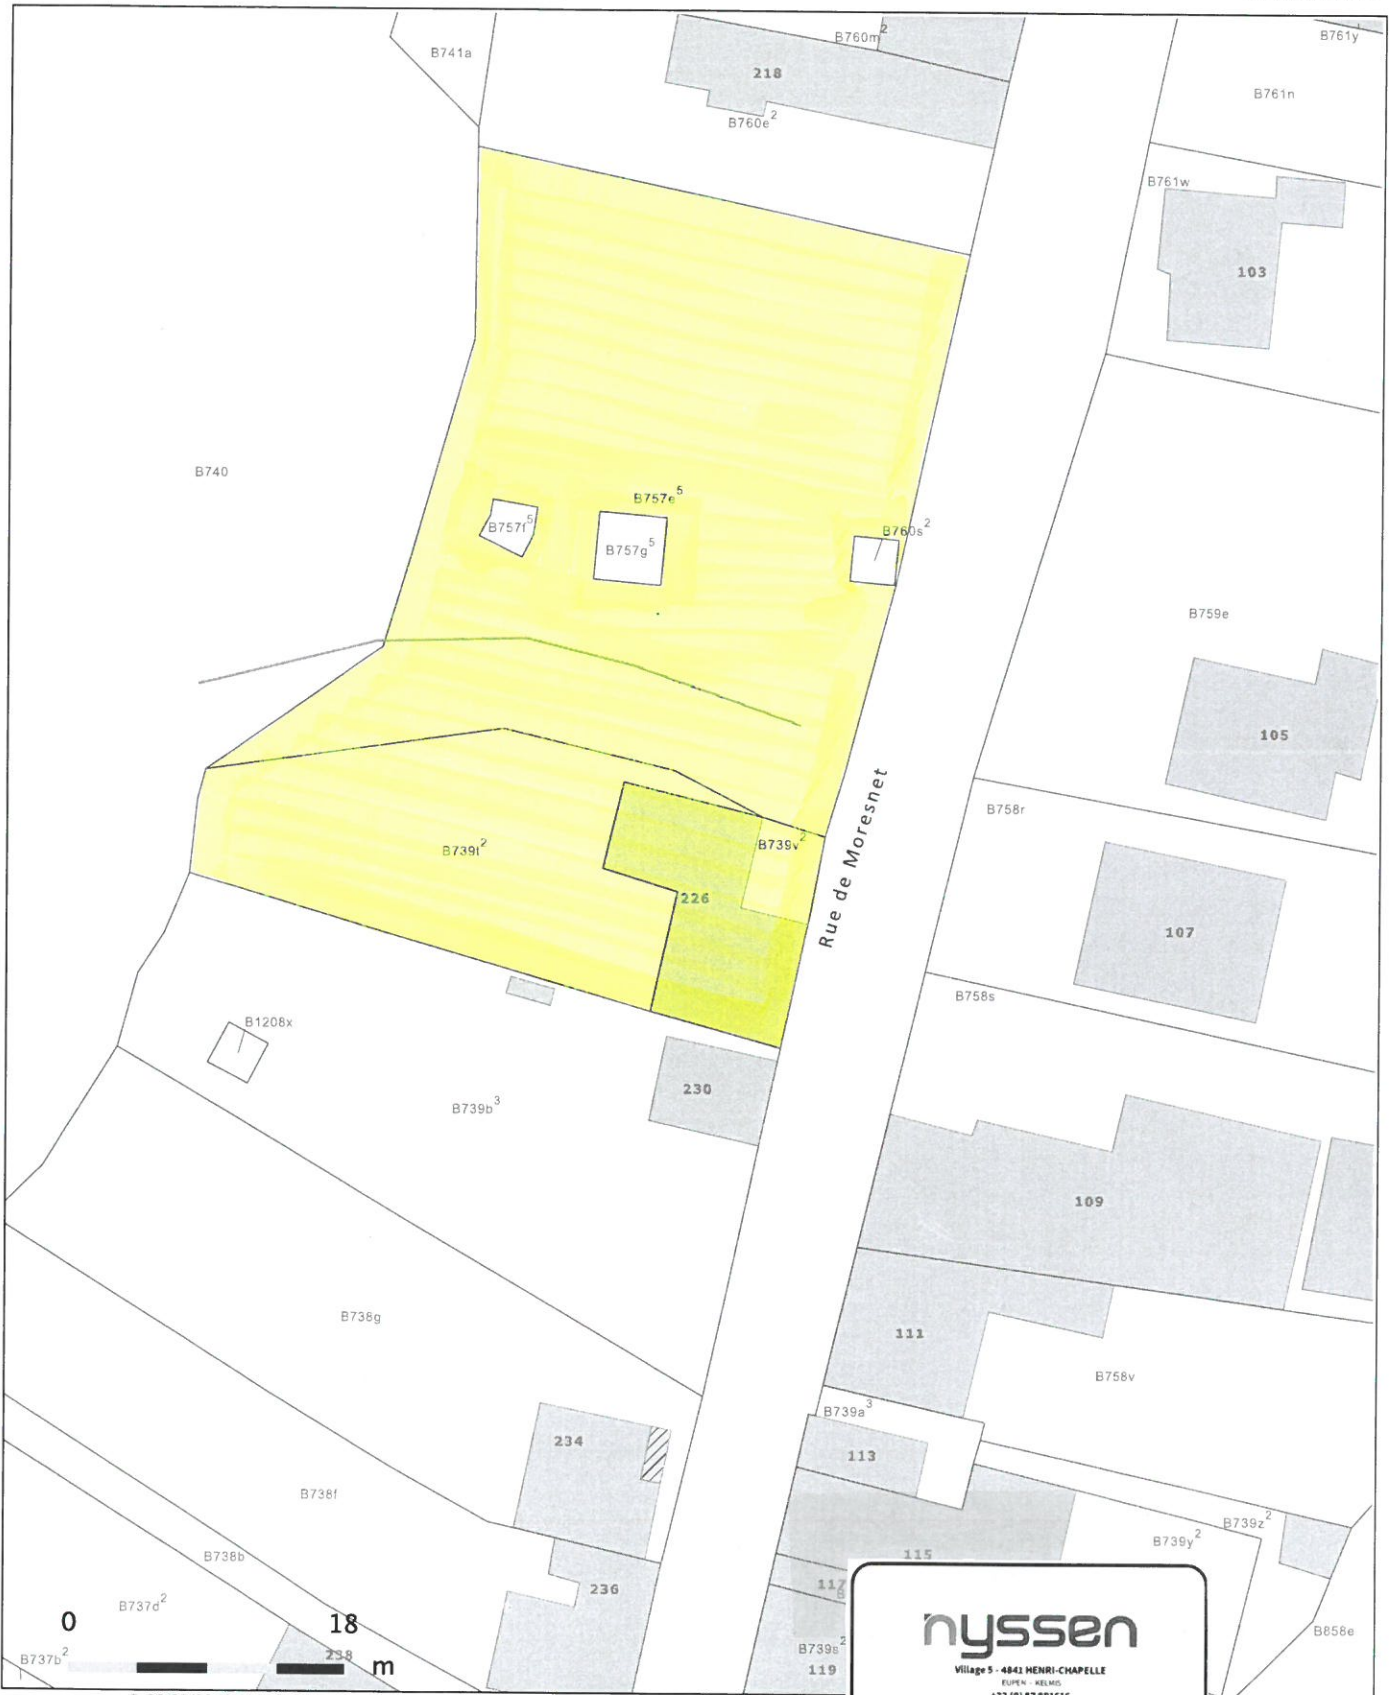 B741a
B760m²
218
B760e²
B761y
B761n
B761w
103
B740
B757e⁵
B757f⁵
B757g⁵
B760s²
B759e
105
Rue de Moresnet
B758r
B739t²
B739v²
226
107
B758s
B1208x
B739b³
230
109
B738g
111
B758v
B739a³
113
234
B738f
B738b
B739z²
B739y²
115
117
236
B737d²
0 18 m
B737b²
238
B739s²
119
B858e
nyssen
Village 5 - 4841 HENRI-CHAPELLE
EUPEN - KELMIS